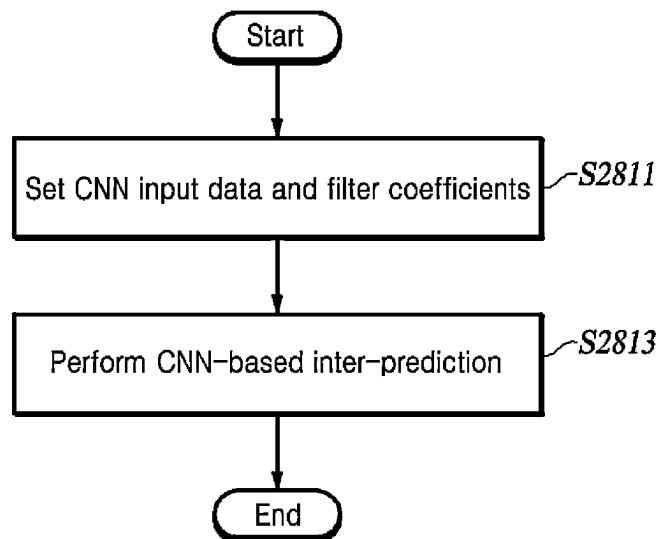 Start
Set CNN input data and filter coefficients
S2811
Perform CNN-based inter-prediction
S2813
End